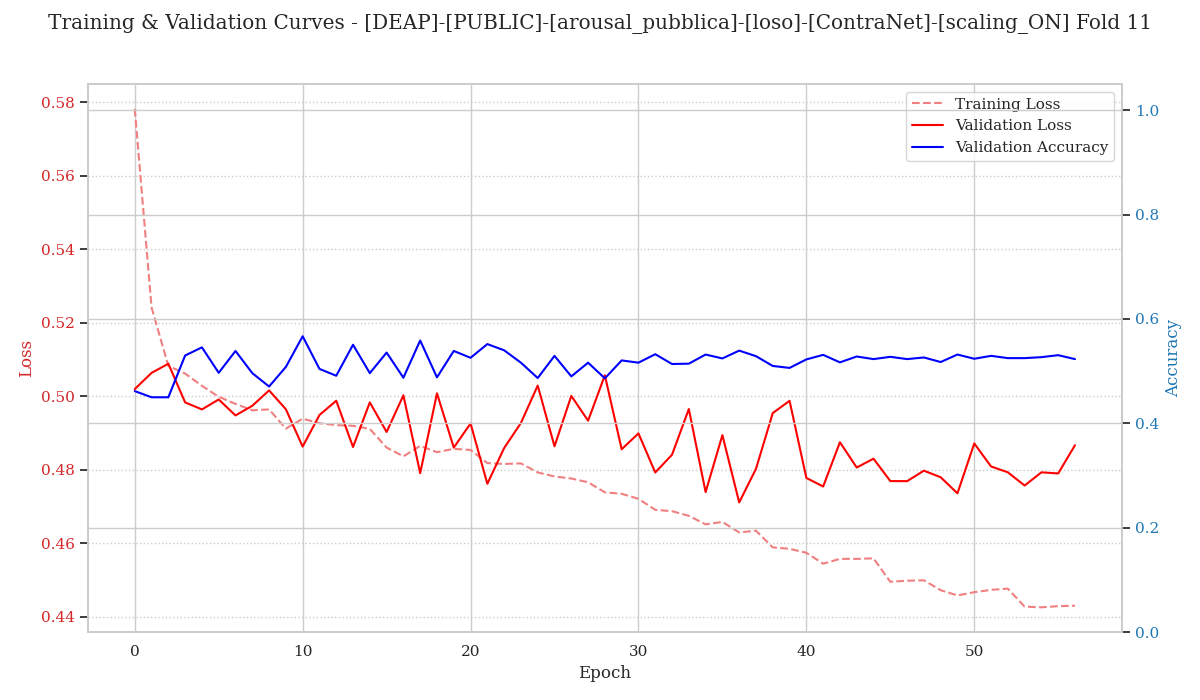 Training & Validation Curves - [DEAP]-[PUBLIC]-[arousal_pubblica]-[loso]-[ContraNet]-[scaling_ON] Fold 11
Training Loss
Validation Loss
Validation Accuracy
Loss
0.58
0.56
0.54
0.52
0.50
0.48
0.46
0.44
1.0
0.8
0.6
0.4
0.2
0.0
Accuracy
0
10
20
30
40
50
Epoch